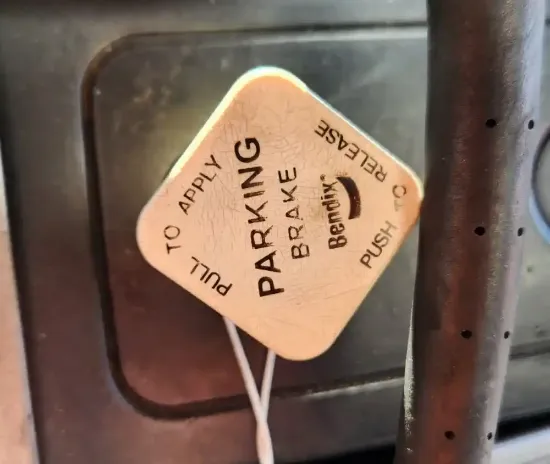 PULL TO APPLY
PARKING
BRAKE
Bendix®
PUSH TO RELEASE